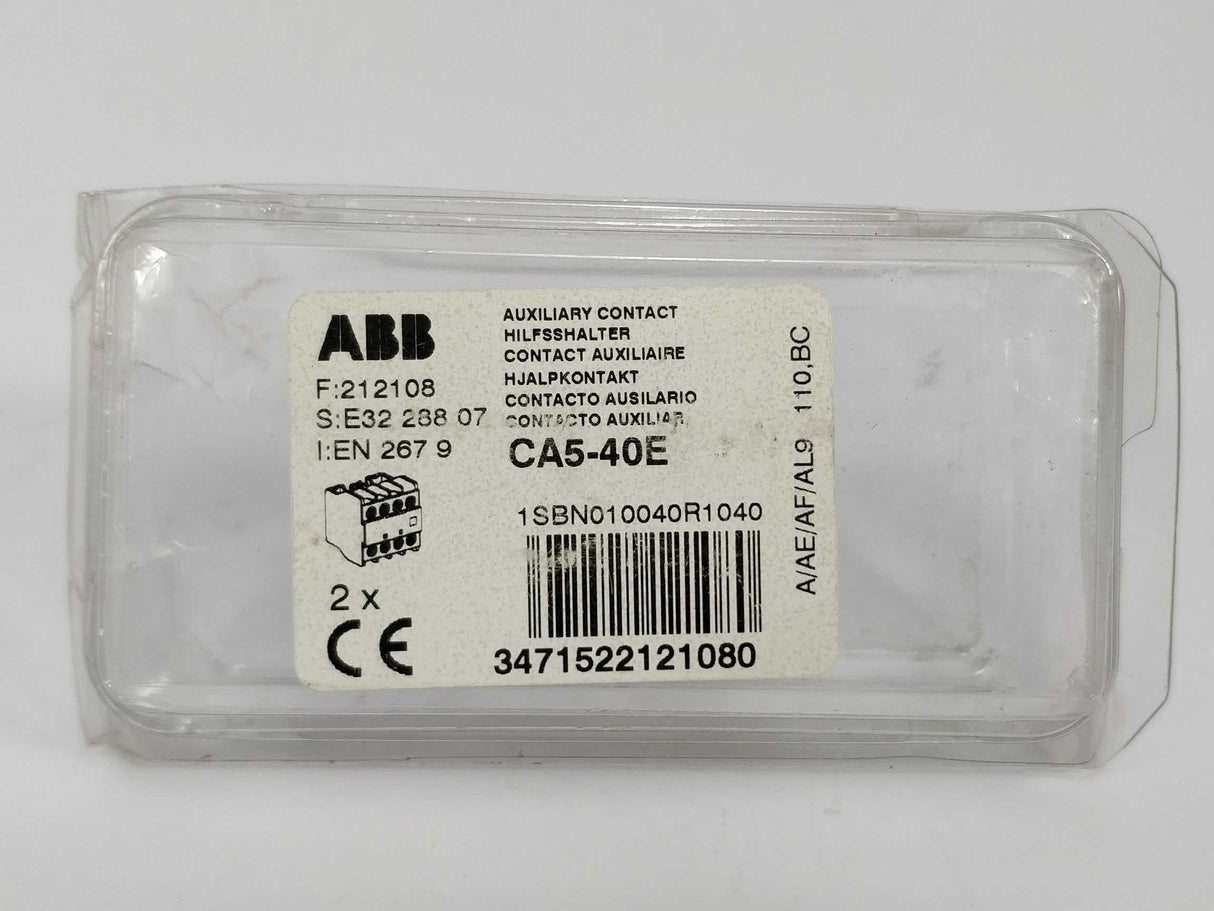 ABB
F:212108
S:E32 288 07
I:EN 267 9
AUXILIARY CONTACT
HILFSSHALTER
CONTACT AUXILIAIRE
HJALPKONTAKT
CONTACTO AUSILARIO
CONTACTO AUXILIAR
CA5-40E
1SBN010040R1040
2 x
CE
3471522121080
A/AE/AF/AL9 110,BC